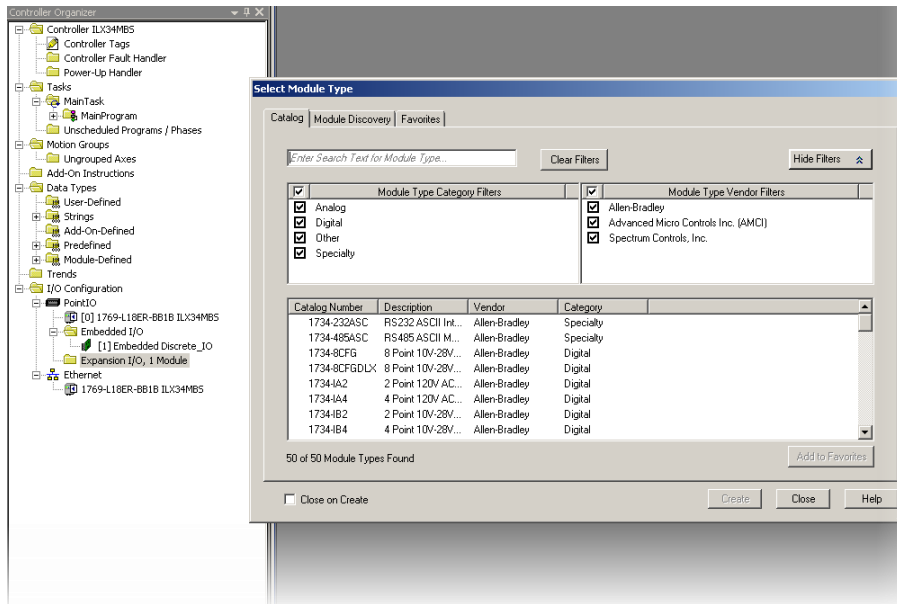 Controller Organizer
Controller ILX34MBS
Controller Tags
Controller Fault Handler
Power-Up Handler
Tasks
MainTask
MainProgram
Unscheduled Programs / Phases
Motion Groups
Ungrouped Axes
Add-On Instructions
Data Types
User-Defined
Strings
Add-On-Defined
Predefined
Module-Defined
Trends
I/O Configuration
PointIO
[0] 1769-L18ER-BB1B ILX34MBS
Embedded I/O
[1] Embedded Discrete_IO
Expansion I/O, 1 Module
Ethernet
1769-L18ER-BB1B ILX34MBS
Select Module Type
Catalog Module Discovery Favorites
Enter Search Text for Module Type... Clear Filters Hide Filters
Module Type Category Filters
Analog
Digital
Other
Specialty
Module Type Vendor Filters
Allen-Bradley
Advanced Micro Controls Inc. (AMCI)
Spectrum Controls, Inc.
Catalog Number Description Vendor Category
1734-232ASC RS232 ASCII Int... Allen-Bradley Specialty
1734-485ASC RS485 ASCII M... Allen-Bradley Specialty
1734-8CFG 8 Point 10V-28V... Allen-Bradley Digital
1734-8CFGDLX 8 Point 10V-28V... Allen-Bradley Digital
1734-IA2 2 Point 120V AC... Allen-Bradley Digital
1734-IA4 4 Point 120V AC... Allen-Bradley Digital
1734-IB2 2 Point 10V-28V... Allen-Bradley Digital
1734-IB4 4 Point 10V-28V... Allen-Bradley Digital
50 of 50 Module Types Found Add to Favorites
Close on Create Create Close Help